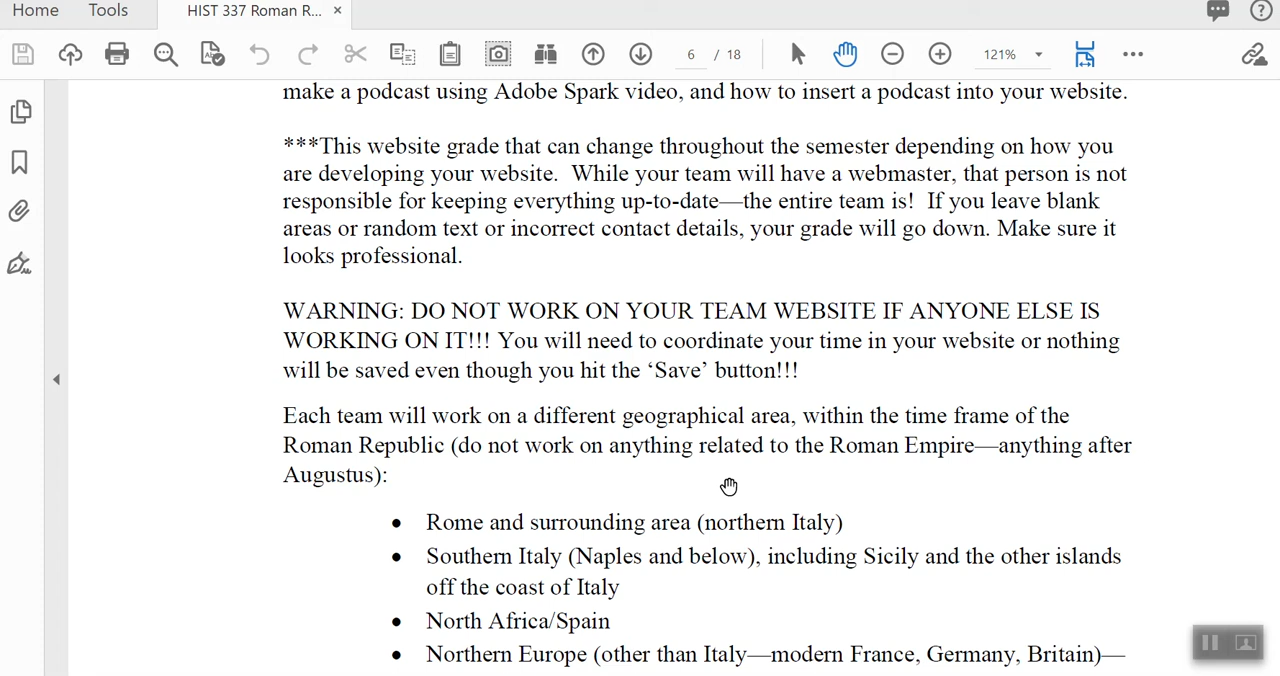 Home Tools HIST 337 Roman R... ×
6 / 18 121%
make a podcast using Adobe Spark video, and how to insert a podcast into your website.
***This website grade that can change throughout the semester depending on how you
are developing your website.  While your team will have a webmaster, that person is not
responsible for keeping everything up-to-date—the entire team is!  If you leave blank
areas or random text or incorrect contact details, your grade will go down. Make sure it
looks professional.
WARNING: DO NOT WORK ON YOUR TEAM WEBSITE IF ANYONE ELSE IS
WORKING ON IT!!! You will need to coordinate your time in your website or nothing
will be saved even though you hit the ‘Save’ button!!!
Each team will work on a different geographical area, within the time frame of the
Roman Republic (do not work on anything related to the Roman Empire—anything after
Augustus):
• Rome and surrounding area (northern Italy)
• Southern Italy (Naples and below), including Sicily and the other islands
off the coast of Italy
• North Africa/Spain
• Northern Europe (other than Italy—modern France, Germany, Britain)—